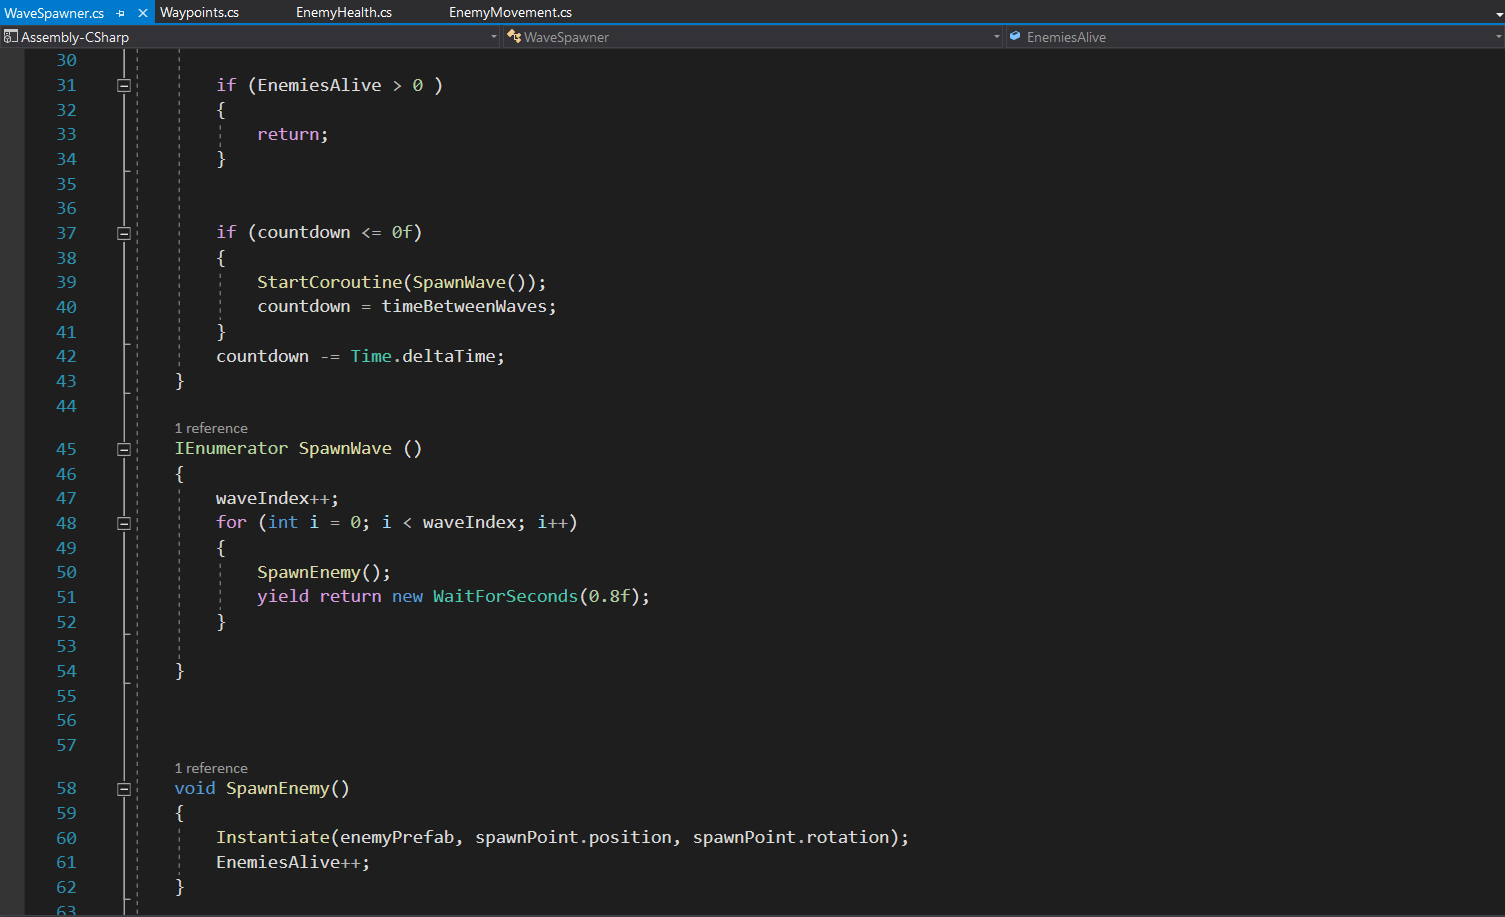 WaveSpawner.cs Waypoints.cs EnemyHealth.cs EnemyMovement.cs
Assembly-CSharp WaveSpawner EnemiesAlive
30
31 if (EnemiesAlive > 0 )
32 {
33 return;
34 }
35
36
37 if (countdown <= 0f)
38 {
39 StartCoroutine(SpawnWave());
40 countdown = timeBetweenWaves;
41 }
42 countdown -= Time.deltaTime;
43 }
44
1 reference
45 IEnumerator SpawnWave ()
46 {
47 waveIndex++;
48 for (int i = 0; i < waveIndex; i++)
49 {
50 SpawnEnemy();
51 yield return new WaitForSeconds(0.8f);
52 }
53
54 }
55
56
57
1 reference
58 void SpawnEnemy()
59 {
60 Instantiate(enemyPrefab, spawnPoint.position, spawnPoint.rotation);
61 EnemiesAlive++;
62 }
63